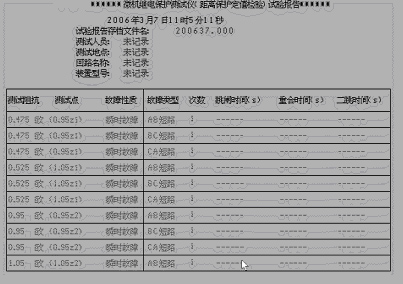 ******微机继电保护测试仪(距离保护定值检验)试验报告******
2006年3月7日11时5分11秒
试验报告存档文件名: 200637.000
测试人员: 未记录
测试地点: 未记录
回路名称: 未记录
装置型号: 未记录
测试阻抗 测试点 故障性质 故障类型 次数 跳闸时间(s) 重合时间(s) 二跳时间(s)
0.475 欧 (0.95z1) 瞬时故障 AB短路 1 ------ ------ ------
0.475 欧 (0.95z1) 瞬时故障 BC短路 1 ------ ------ ------
0.475 欧 (0.95z1) 瞬时故障 CA短路 1 ------ ------ ------
0.525 欧 (1.05z1) 瞬时故障 AB短路 1 ------ ------ ------
0.525 欧 (1.05z1) 瞬时故障 BC短路 1 ------ ------ ------
0.525 欧 (1.05z1) 瞬时故障 CA短路 1 ------ ------ ------
0.95 欧 (0.95z2) 瞬时故障 AB短路 1 ------ ------ ------
0.95 欧 (0.95z2) 瞬时故障 BC短路 1 ------ ------ ------
0.95 欧 (0.95z2) 瞬时故障 CA短路 1 ------ ------ ------
1.05 欧 (1.05z2) 瞬时故障 AB短路 1 ------ ------ ------